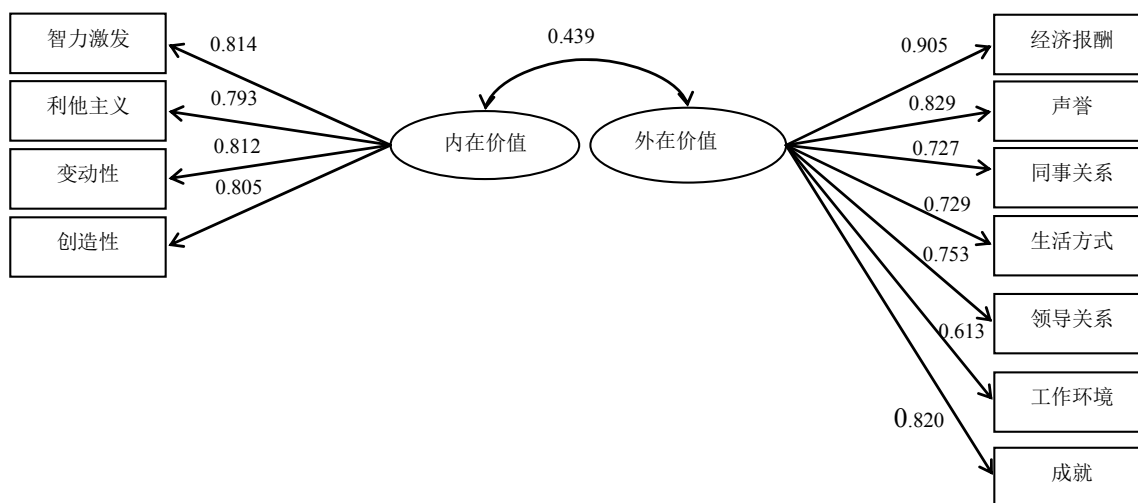 智力激发
利他主义
变动性
创造性
0.814
0.793
0.812
0.805
内在价值
0.439
外在价值
0.905
0.829
0.727
0.729
0.753
0.613
0.820
经济报酬
声誉
同事关系
生活方式
领导关系
工作环境
成就